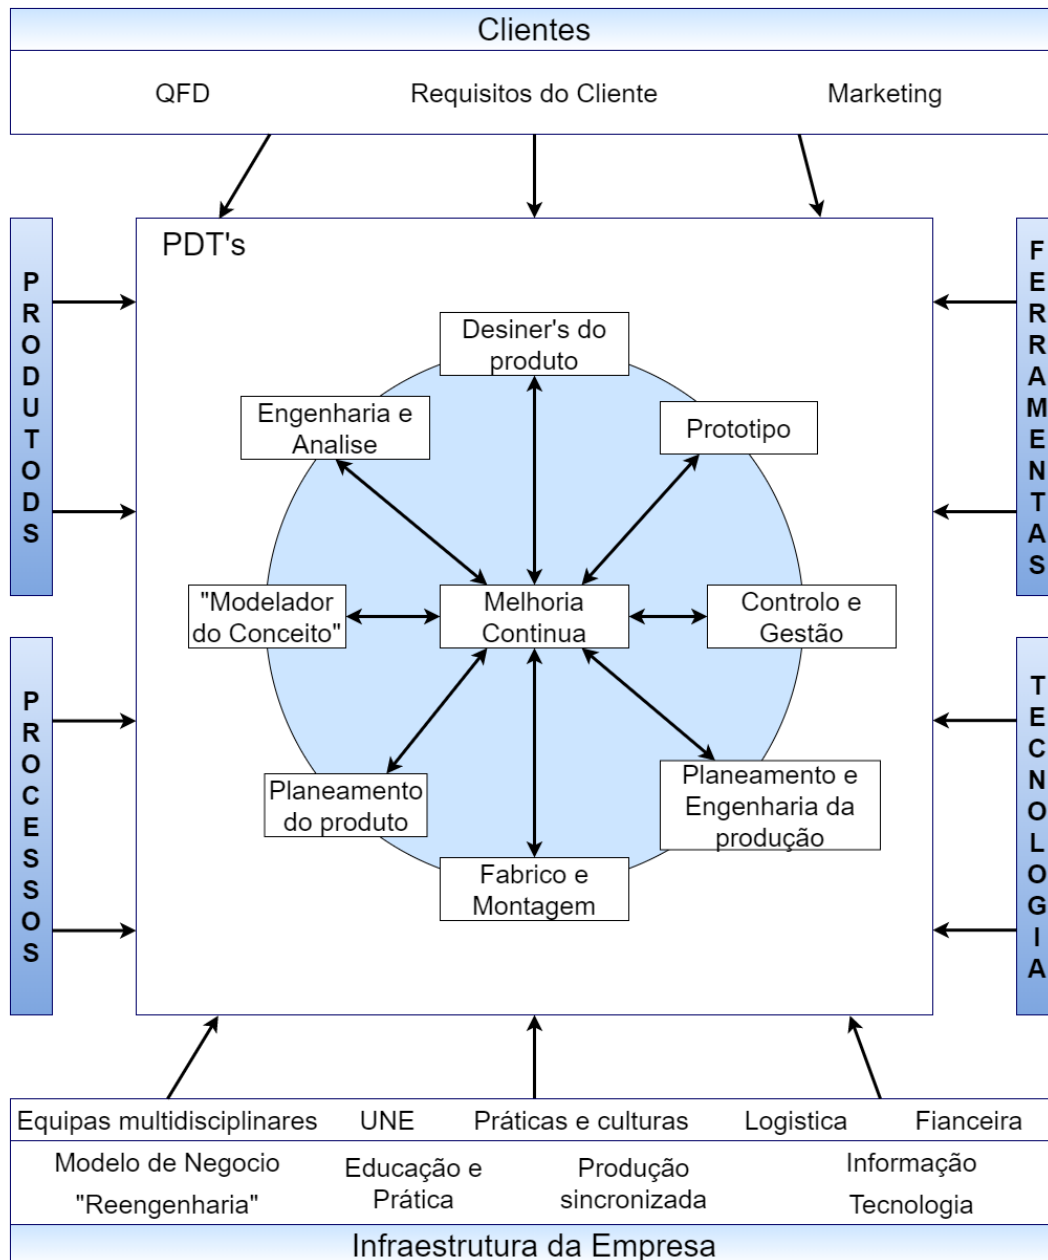 Clientes
QFD Requisitos do Cliente Marketing
PRODUTODS
FERRAMENTAS
PDT's
Desiner's do
produto
Engenharia e
Analise
Prototipo
"Modelador
do Conceito"
Melhoria
Continua
Controlo e
Gestão
PROCESSOS
TECNOLOGIA
Planeamento
do produto
Planeamento e
Engenharia da
produção
Fabrico e
Montagem
Equipas multidisciplinares UNE Práticas e culturas Logistica Fianceira
Modelo de Negocio
"Reengenharia"
Educação e
Prática
Produção
sincronizada
Informação
Tecnologia
Infraestrutura da Empresa